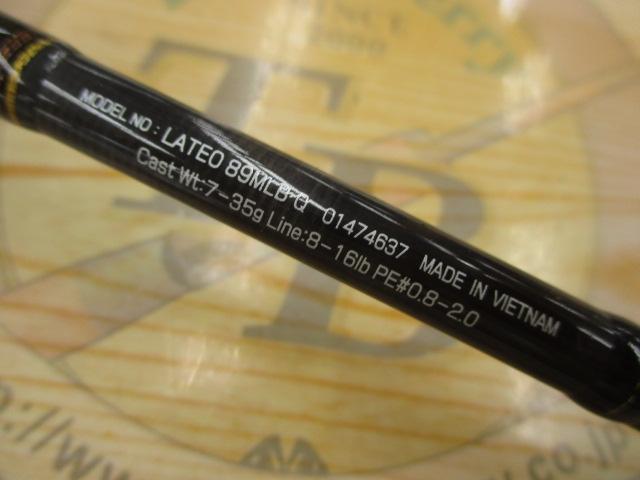 MODEL NO : LATEO 89MLB·Q 01474637 MADE IN VIETNAM
Cast Wt:7-35g Line:8-16lb PE#0.8-2.0
T
B